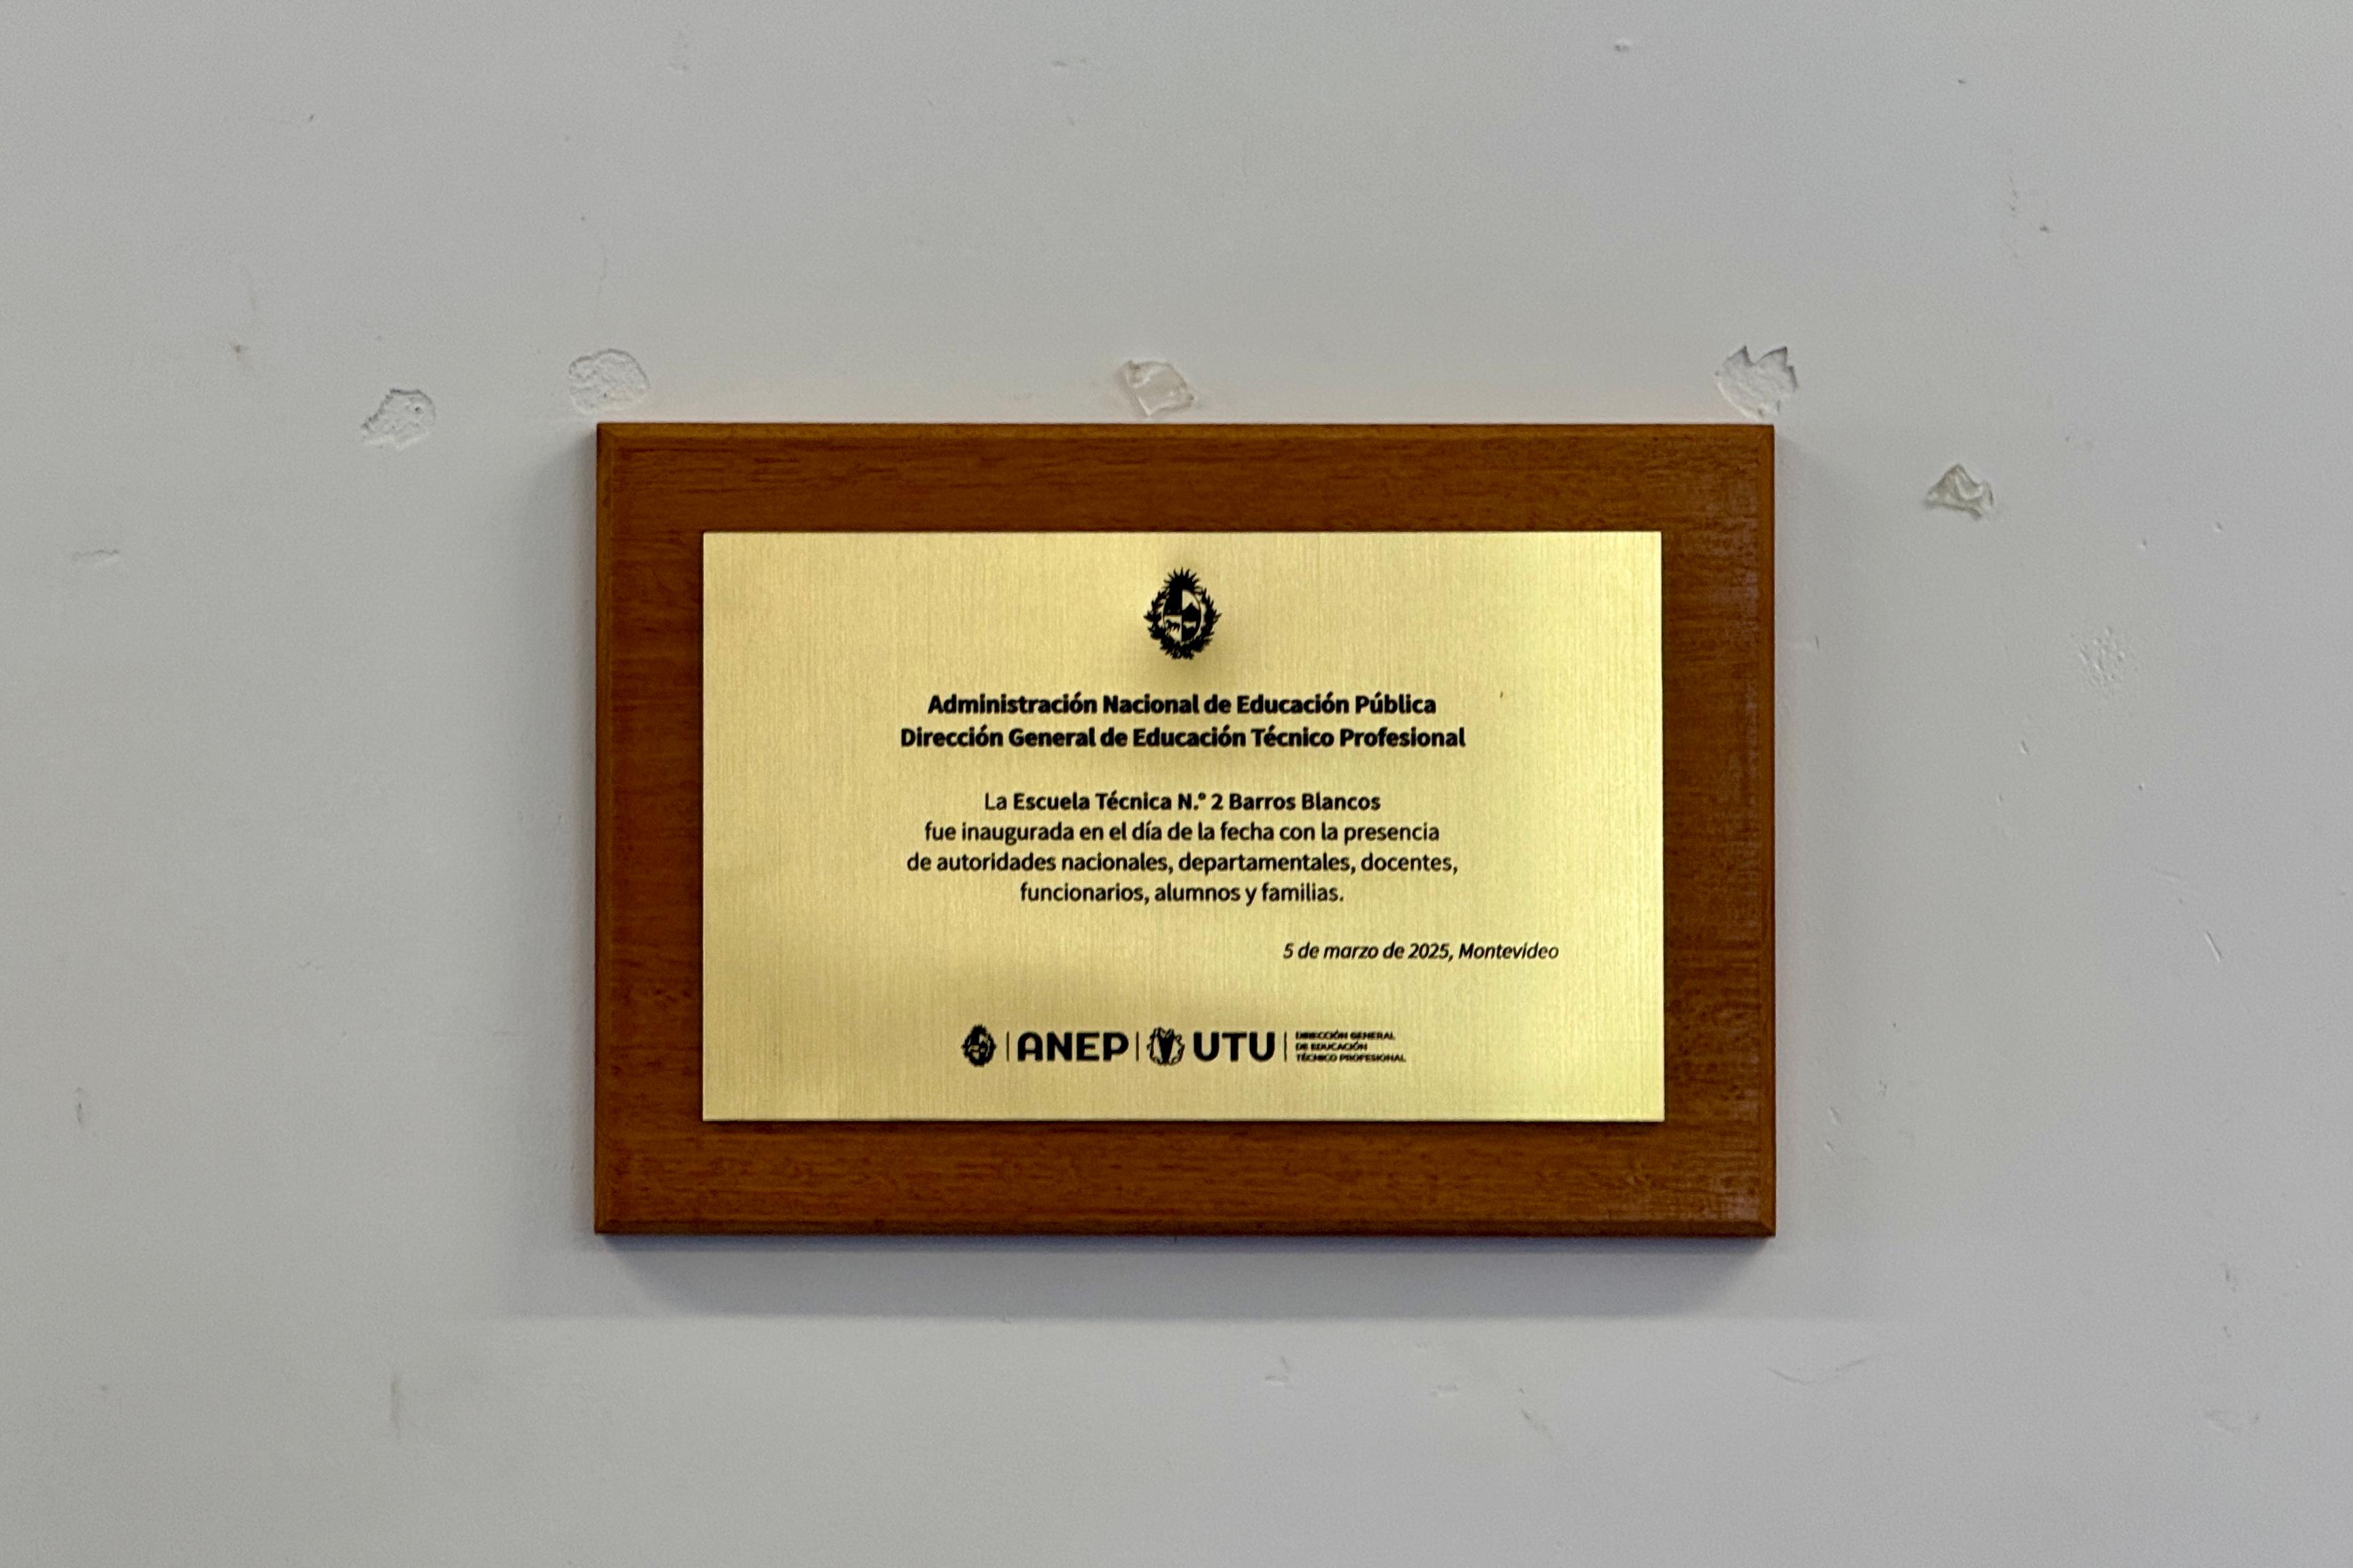 Administración Nacional de Educación Pública
Dirección General de Educación Técnico Profesional
La Escuela Técnica N.º 2 Barros Blancos
fue inaugurada en el día de la fecha con la presencia
de autoridades nacionales, departamentales, docentes,
funcionarios, alumnos y familias.
5 de marzo de 2025, Montevideo
ANEP UTU
DIRECCIÓN GENERAL
DE EDUCACIÓN
TÉCNICO PROFESIONAL